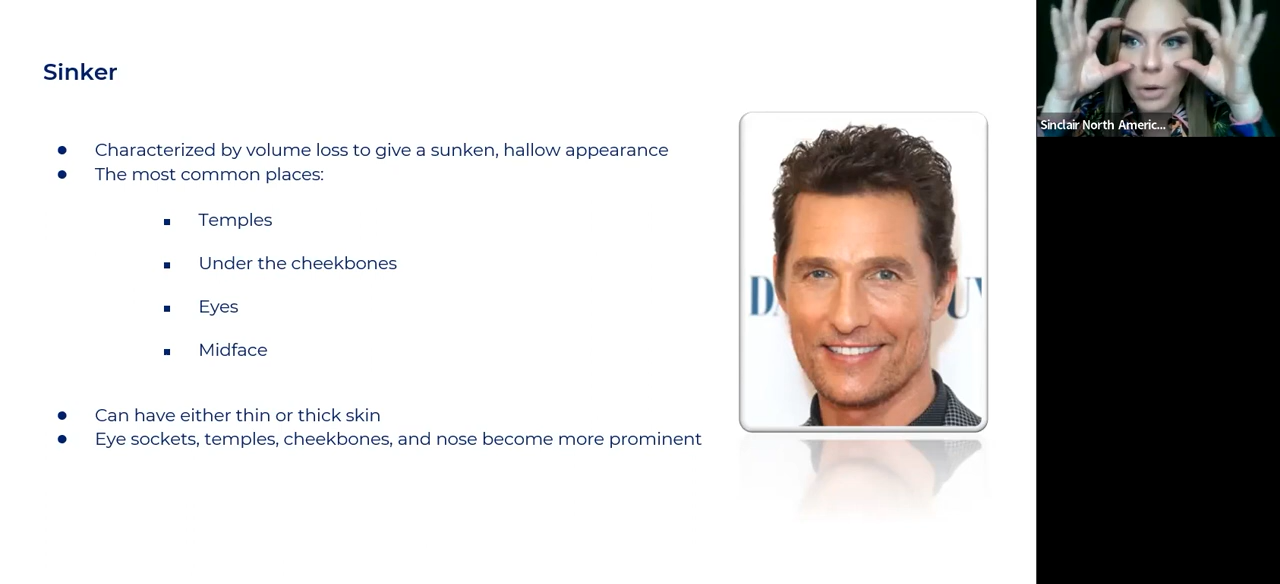 Sinker
Characterized by volume loss to give a sunken, hallow appearance
The most common places:
Temples
Under the cheekbones
Eyes
Midface
Can have either thin or thick skin
Eye sockets, temples, cheekbones, and nose become more prominent
Sinclair North Americ...